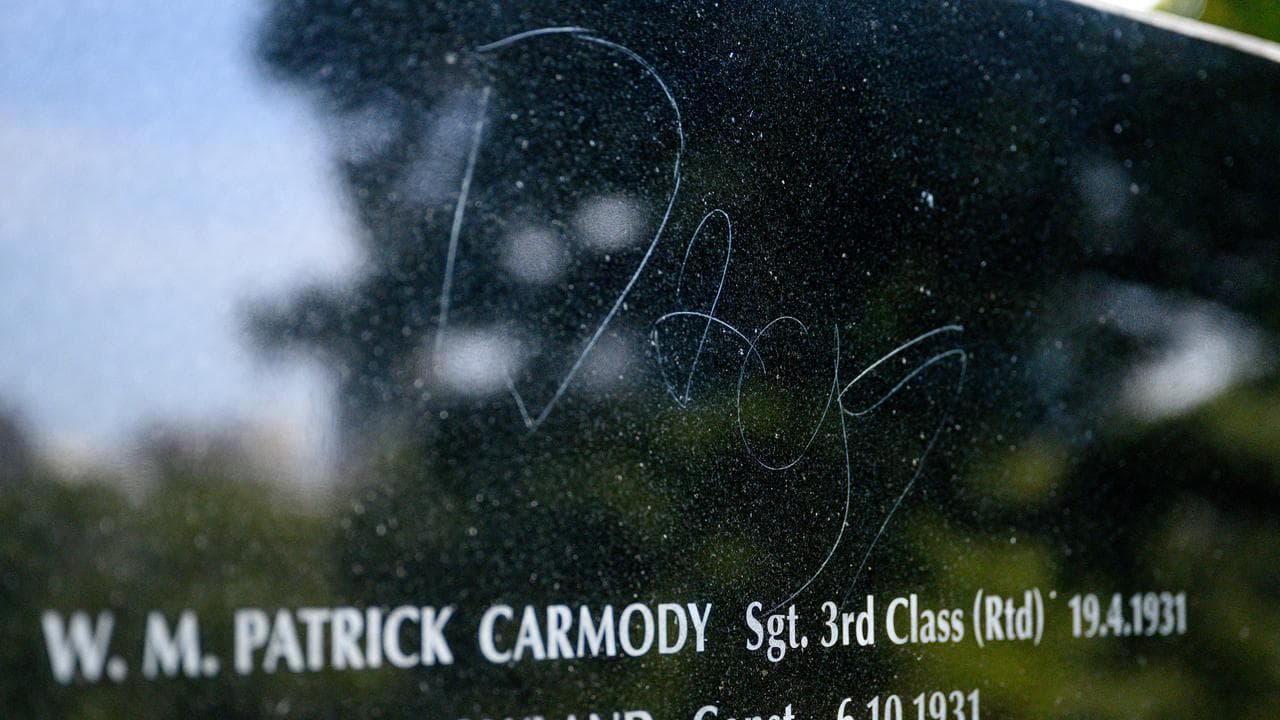 W. M. PATRICK CARMODY Sgt. 3rd Class (Rtd) 19.4.1931
Const. 6.10.1931